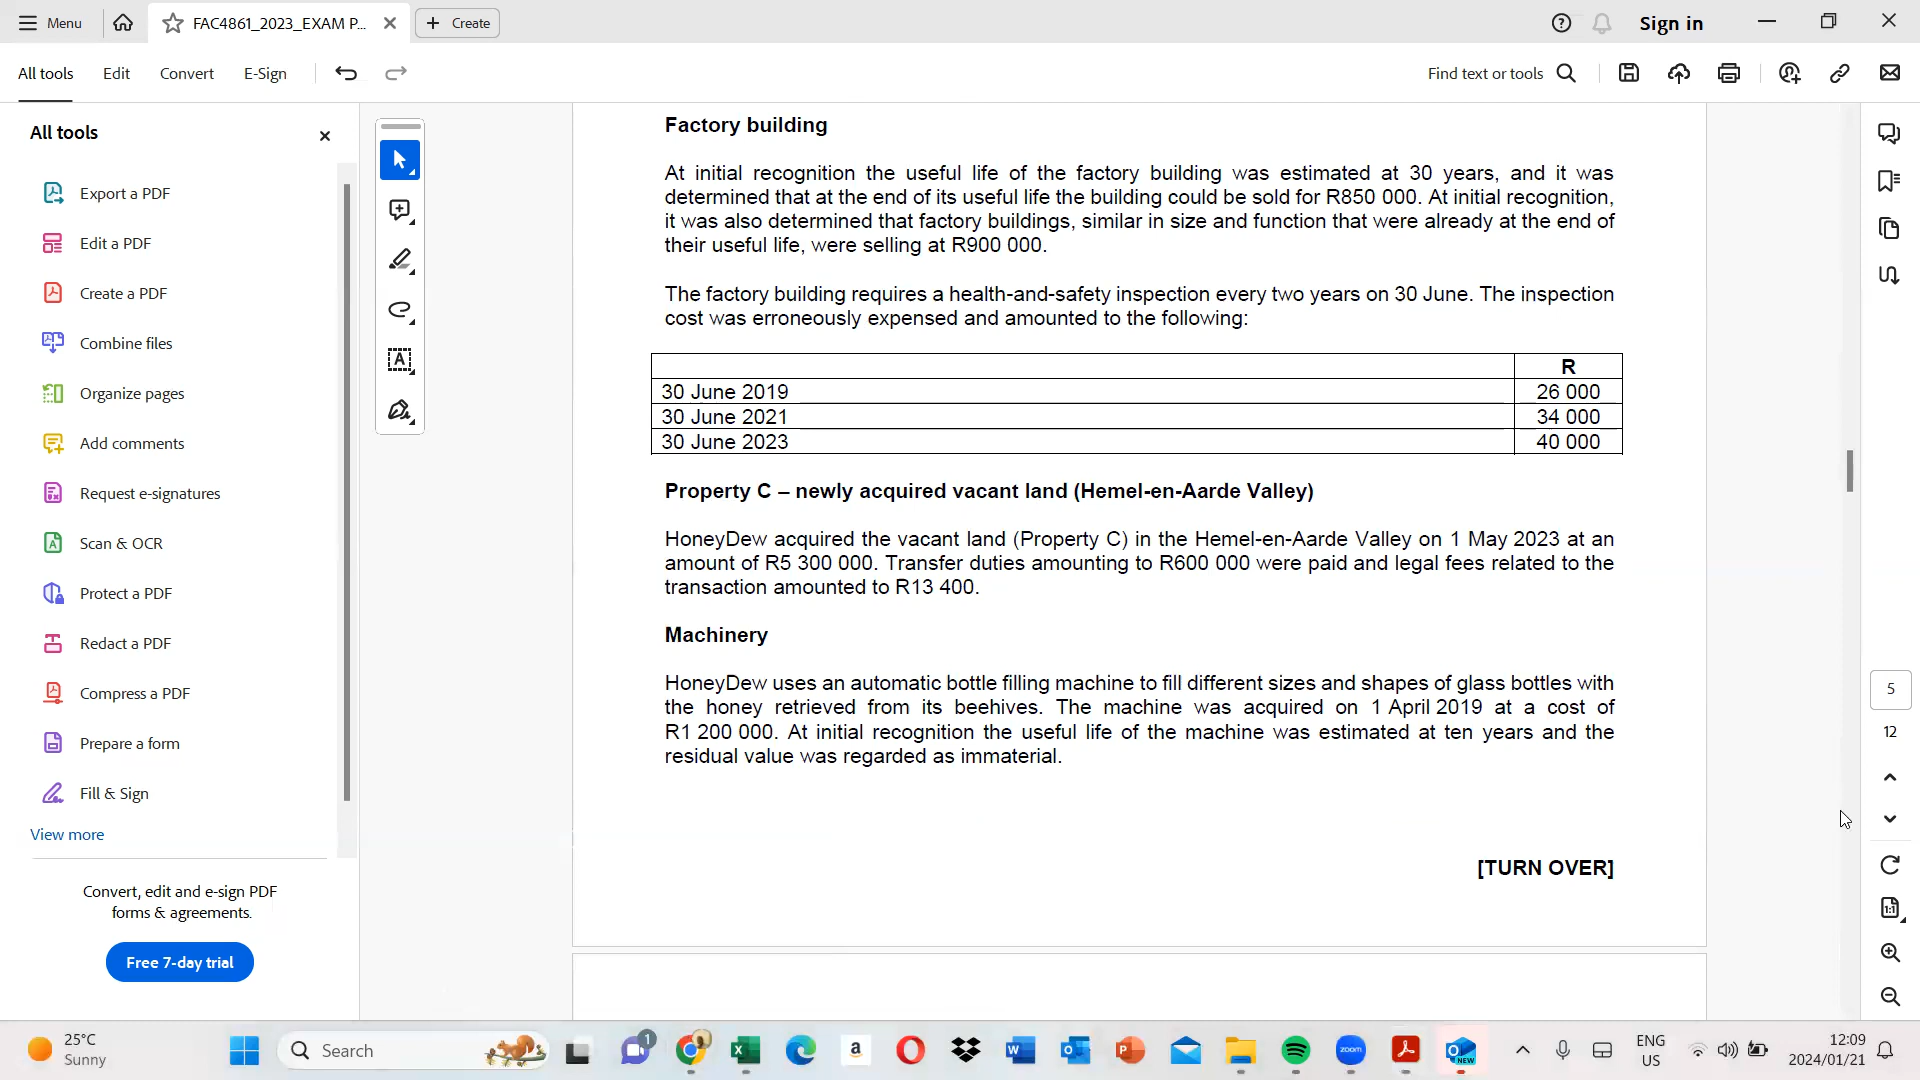 Menu
FAC4861_2023_EXAM P...
Create
Sign in
All tools
Edit
Convert
E-Sign
Find text or tools
All tools
Export a PDF
Edit a PDF
Create a PDF
Combine files
Organize pages
Add comments
Request e-signatures
Scan & OCR
Protect a PDF
Redact a PDF
Compress a PDF
Prepare a form
Fill & Sign
View more
Convert, edit and e-sign PDF
forms & agreements.
Free 7-day trial
Factory building
At initial recognition the useful life of the factory building was estimated at 30 years, and it was
determined that at the end of its useful life the building could be sold for R850 000. At initial recognition,
it was also determined that factory buildings, similar in size and function that were already at the end of
their useful life, were selling at R900 000.
The factory building requires a health-and-safety inspection every two years on 30 June. The inspection
cost was erroneously expensed and amounted to the following:
R
30 June 2019 26 000
30 June 2021 34 000
30 June 2023 40 000
Property C – newly acquired vacant land (Hemel-en-Aarde Valley)
HoneyDew acquired the vacant land (Property C) in the Hemel-en-Aarde Valley on 1 May 2023 at an
amount of R5 300 000. Transfer duties amounting to R600 000 were paid and legal fees related to the
transaction amounted to R13 400.
Machinery
HoneyDew uses an automatic bottle filling machine to fill different sizes and shapes of glass bottles with
the honey retrieved from its beehives. The machine was acquired on 1 April 2019 at a cost of
R1 200 000. At initial recognition the useful life of the machine was estimated at ten years and the
residual value was regarded as immaterial.
[TURN OVER]
5
12
1:1
25°C
Sunny
Search
1
a
zoom
NEW
ENG
US
12:09
2024/01/21